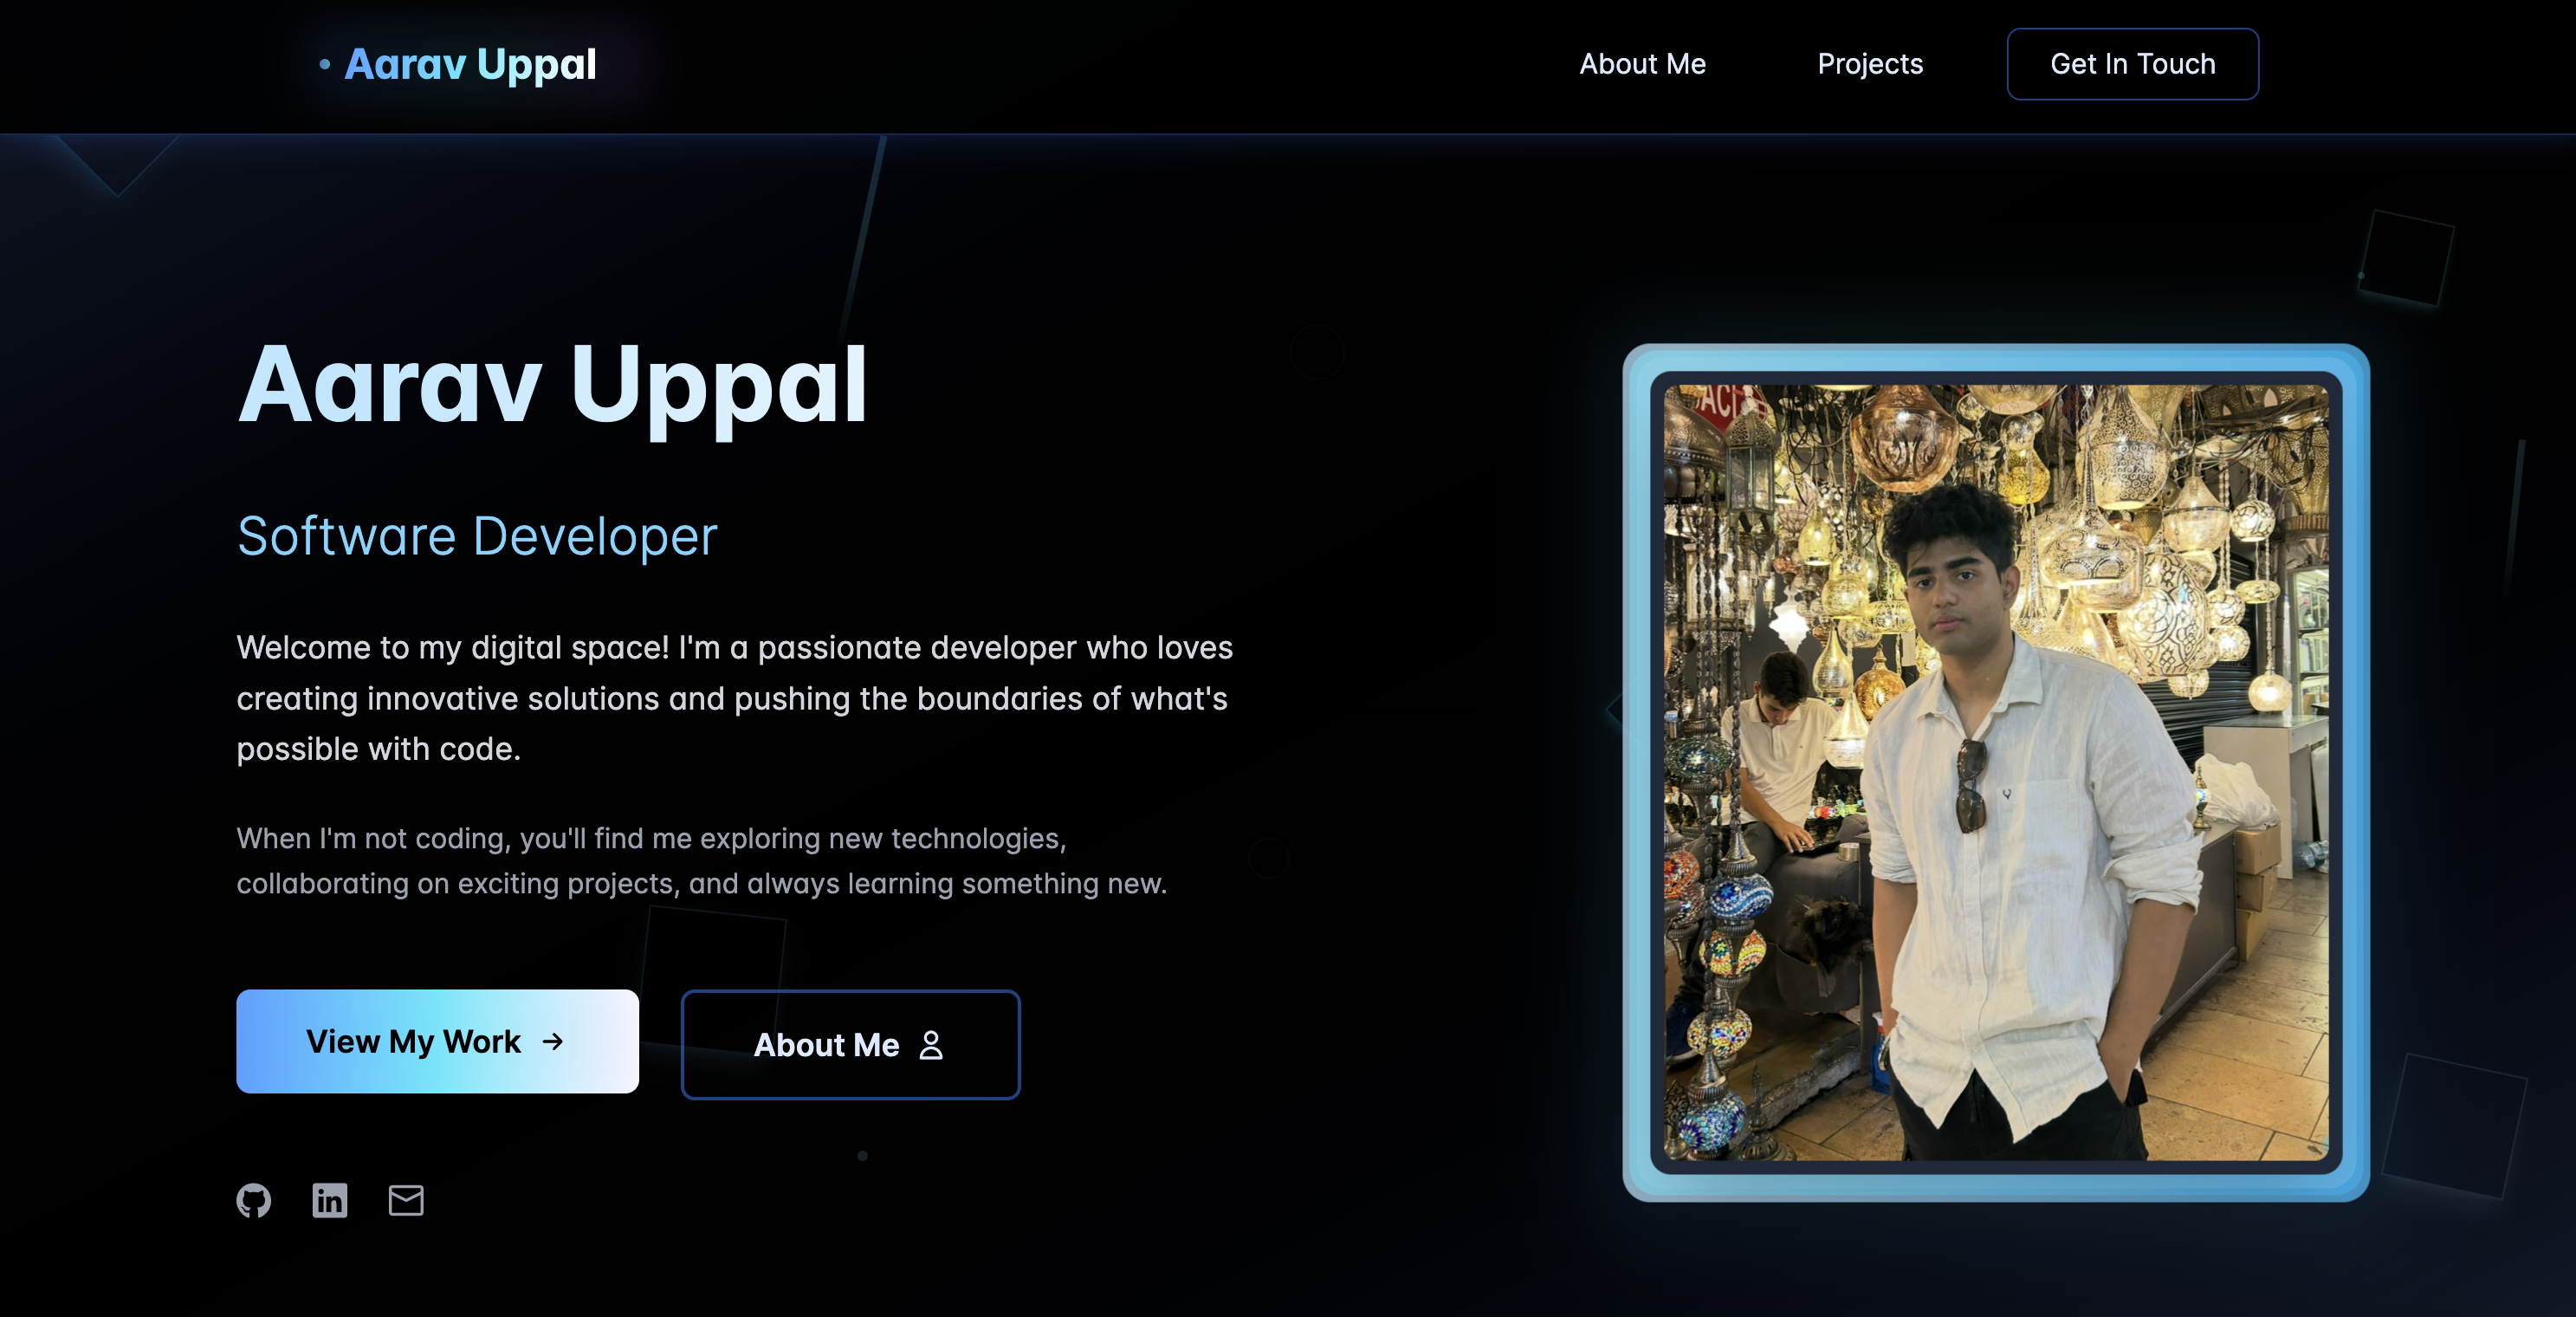 Aarav Uppal
About Me
Projects
Get In Touch
Aarav Uppal
Software Developer
Welcome to my digital space! I'm a passionate developer who loves
creating innovative solutions and pushing the boundaries of what's
possible with code.
When I'm not coding, you'll find me exploring new technologies,
collaborating on exciting projects, and always learning something new.
View My Work →
About Me
in